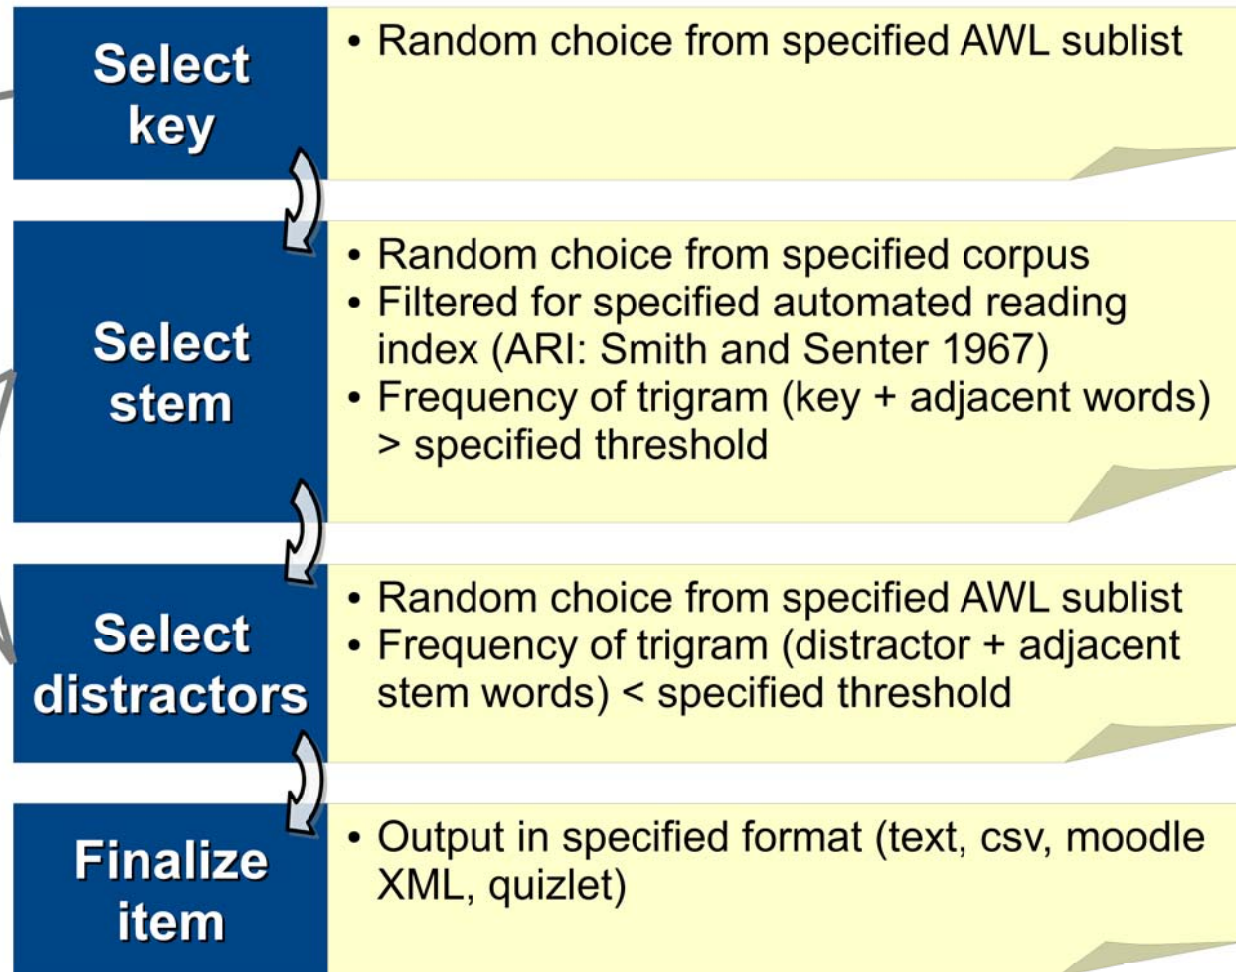 Select
key
• Random choice from specified AWL sublist
Select
stem
• Random choice from specified corpus
• Filtered for specified automated reading
index (ARI: Smith and Senter 1967)
• Frequency of trigram (key + adjacent words)
> specified threshold
Select
distractors
• Random choice from specified AWL sublist
• Frequency of trigram (distractor + adjacent
stem words) < specified threshold
Finalize
item
• Output in specified format (text, csv, moodle
XML, quizlet)